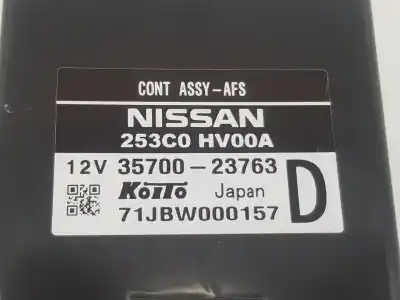 CONT ASSY-AFS
NISSAN
253C0 HV00A
12V 35700-23763
KOITO Japan
71JBW000157
D